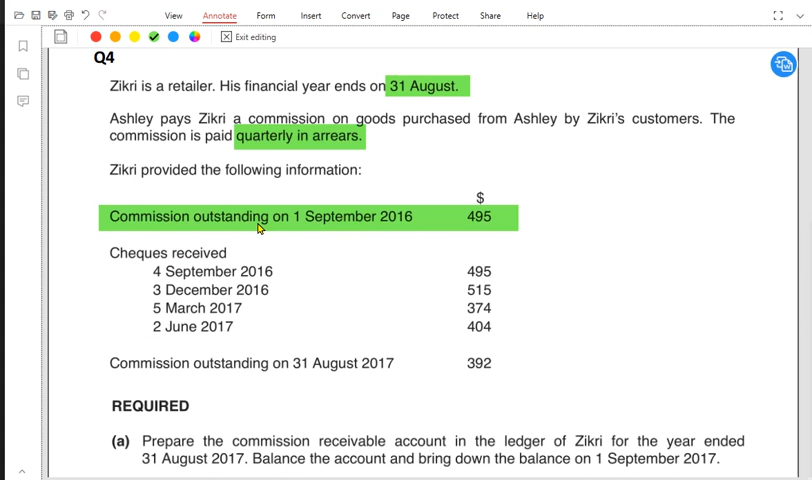 View Annotate Form Insert Convert Page Protect Share Help
Exit editing
Q4
Zikri is a retailer. His financial year ends on 31 August.
Ashley pays Zikri a commission on goods purchased from Ashley by Zikri's customers. The
commission is paid quarterly in arrears.
Zikri provided the following information:
$
Commission outstanding on 1 September 2016 495
Cheques received
4 September 2016 495
3 December 2016 515
5 March 2017 374
2 June 2017 404
Commission outstanding on 31 August 2017 392
REQUIRED
(a) Prepare the commission receivable account in the ledger of Zikri for the year ended
31 August 2017. Balance the account and bring down the balance on 1 September 2017.